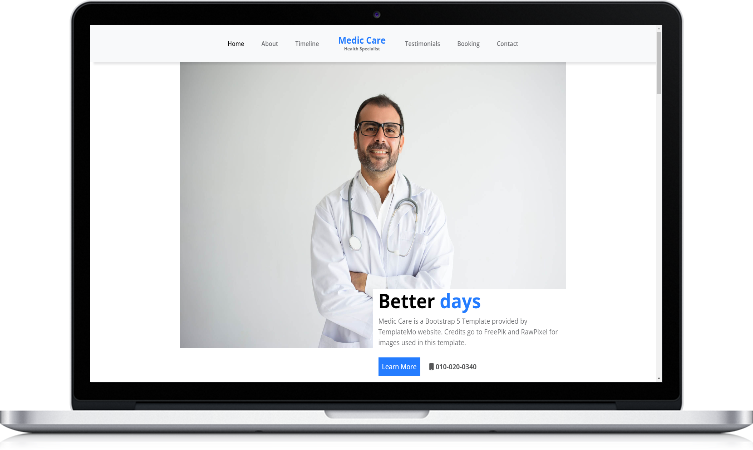 Home
About
Timeline
Medic Care
Health Specialist
Testimonials
Booking
Contact
Better days
Medic Care is a Bootstrap 5 Template provided by
TemplateMo website. Credits go to FreePik and RawPixel for
images used in this template.
Learn More
010-020-0340